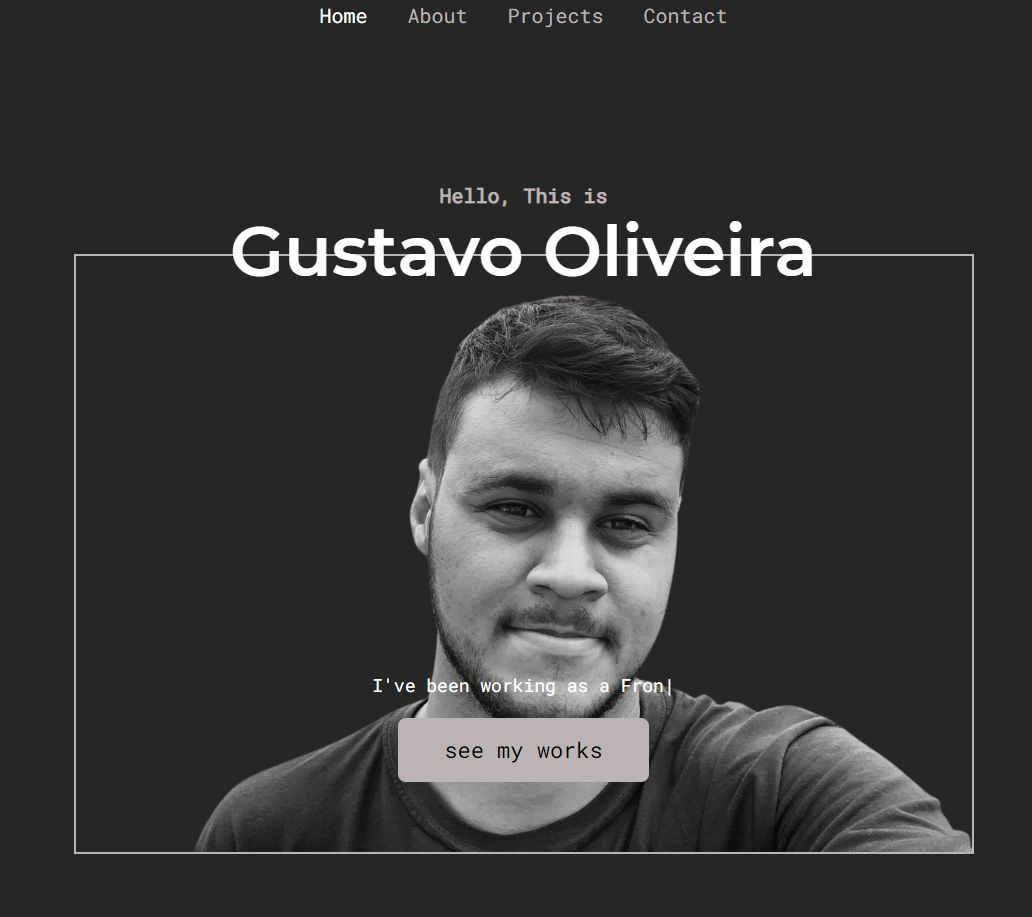 Home About Projects Contact
Hello, This is
Gustavo Oliveira
I've been working as a Fron|
see my works